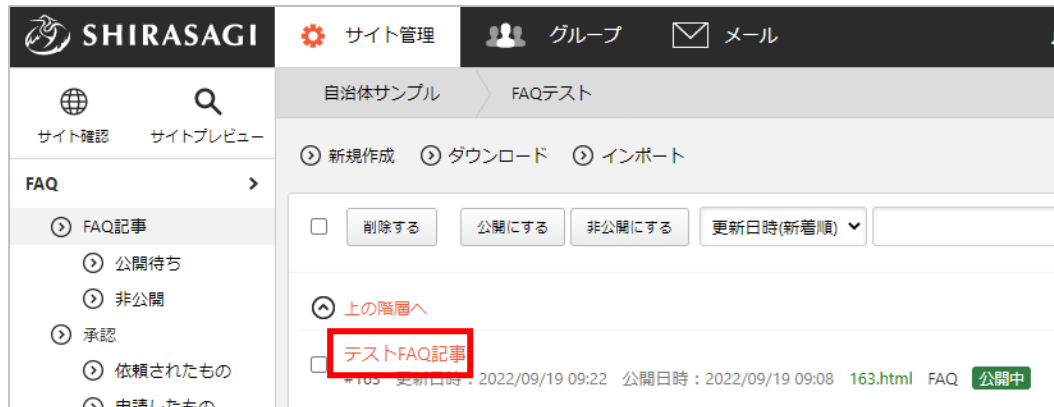 SHIRASAGI サイト管理 グループ メール
サイト確認 サイトプレビュー
自治体サンプル FAQテスト
新規作成 ダウンロード インポート
FAQ
FAQ記事
公開待ち
非公開
承認
依頼されたもの
申請したもの
削除する 公開にする 非公開にする 更新日時(新着順)
上の階層へ
テストFAQ記事
#163 更新日時:2022/09/19 09:22 公開日時:2022/09/19 09:08 163.html FAQ 公開中